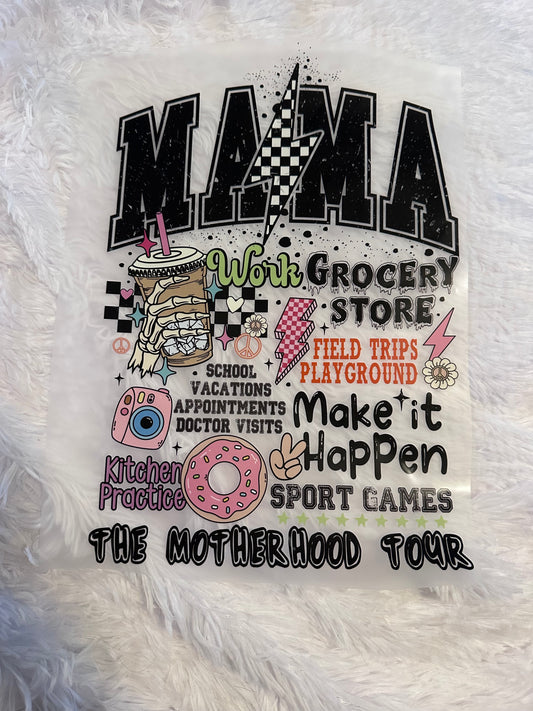 MAMA
Work
GROCERY
STORE
FIELD TRIPS
PLAYGROUND
SCHOOL
VACATIONS
APPOINTMENTS
DOCTOR VISITS
Make it
Happen
Kitchen
Practice
SPORT GAMES
THE MOTHERHOOD TOUR